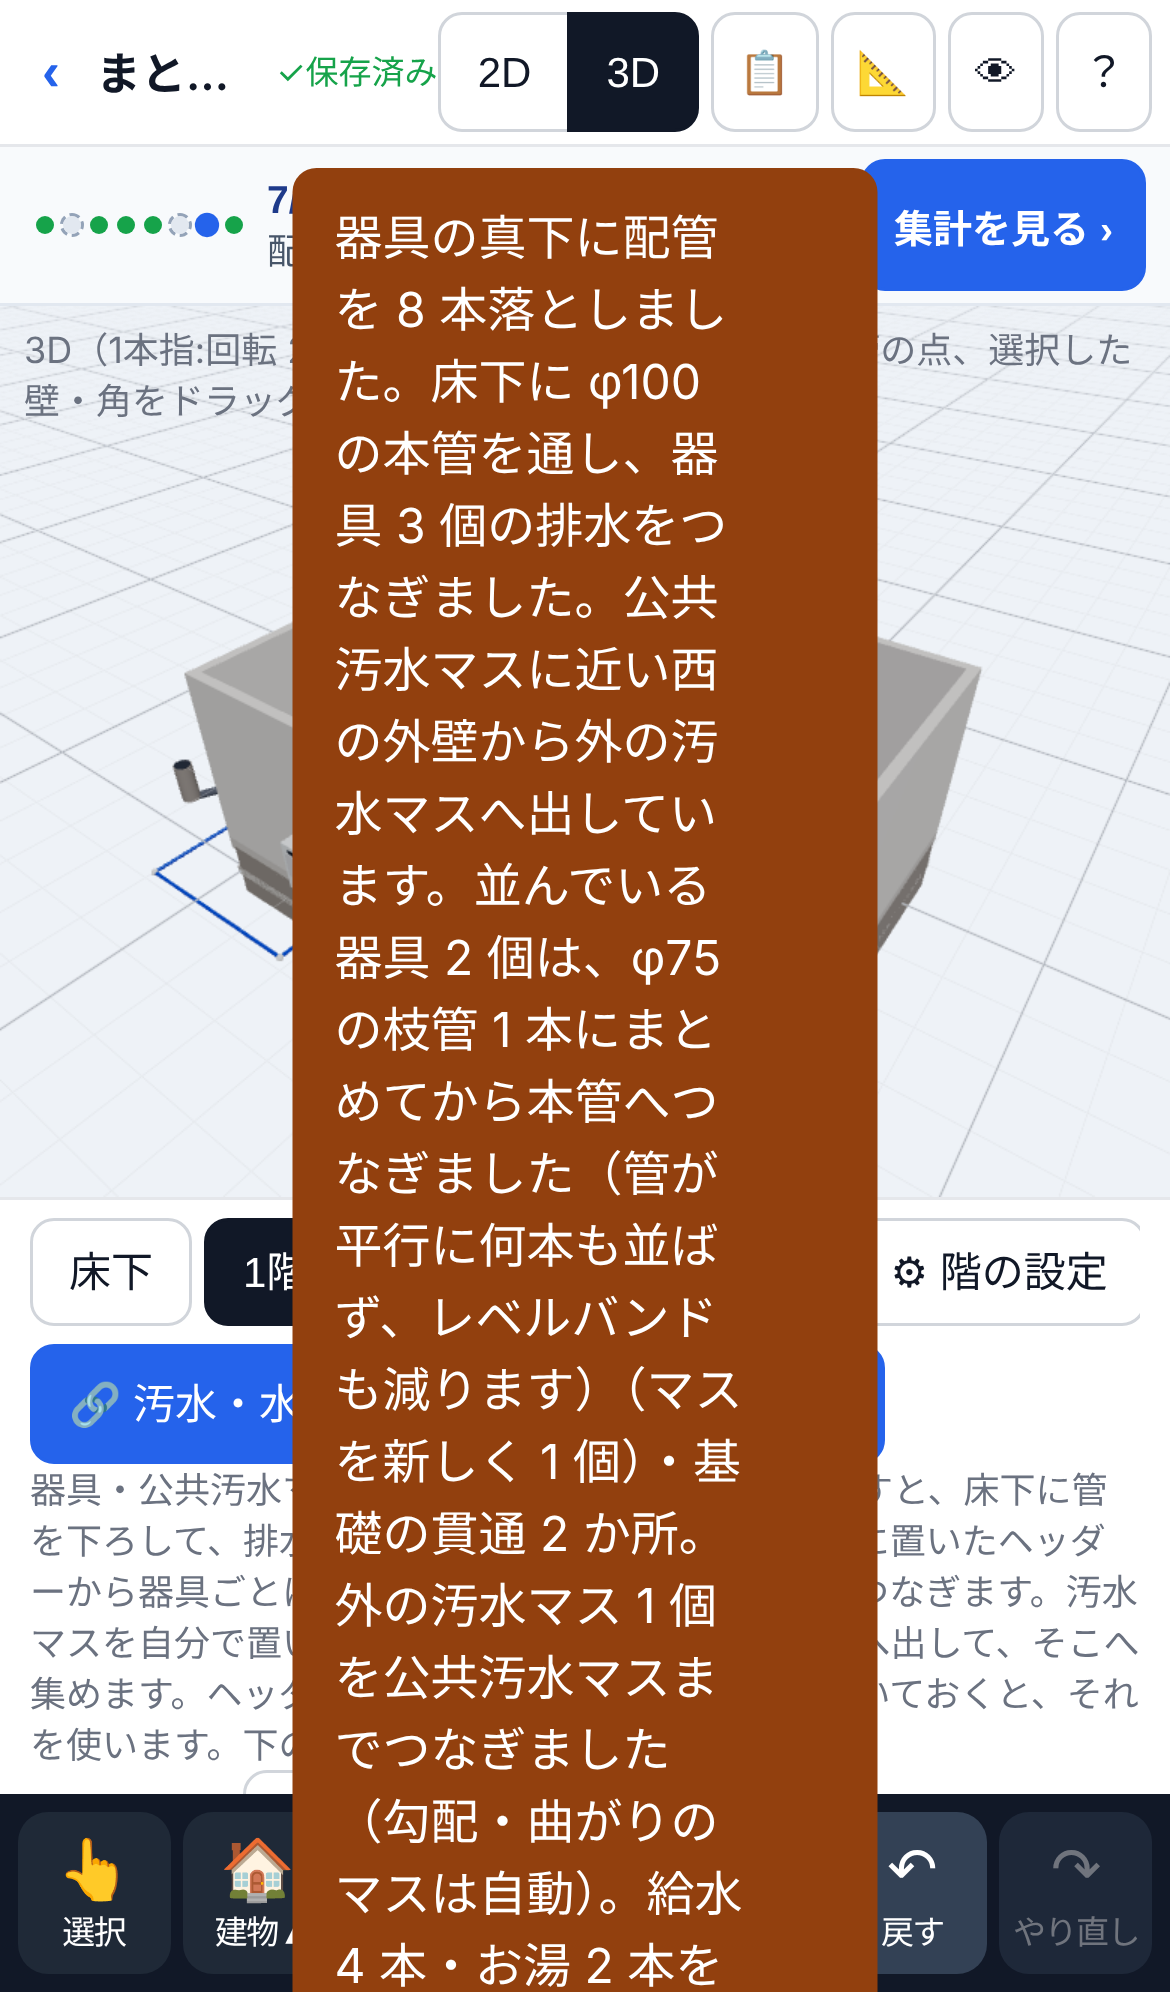 ‹ まと… ✓保存済み 2D 3D ?
7/
配
集計を見る ›
器具の真下に配管
を 8 本落としまし
た。床下に φ100
の本管を通し、器
具 3 個の排水をつ
なぎました。公共
汚水マスに近い西
の外壁から外の汚
水マスへ出してい
ます。並んでいる
器具 2 個は、φ75
の枝管 1 本にまと
めてから本管へつ
なぎました（管が
平行に何本も並ば
ず、レベルバンド
も減ります）（マス
を新しく 1 個）・基
礎の貫通 2 か所。
外の汚水マス 1 個
を公共汚水マスま
でつなぎました
（勾配・曲がりの
マスは自動）。給水
4 本・お湯 2 本を
3D（1本指:回転
の点、選択した
壁・角をドラッグ
床下 1階 ⚙ 階の設定
汚水・水
器具・公共汚水
すと、床下に管
を下ろして、排水
に置いたヘッダ
ーから器具ごとに
つなぎます。汚水
マスを自分で置い
へ出して、そこへ
集めます。ヘッダ
いておくと、それ
を使います。下の
選択 建物 戻す やり直し